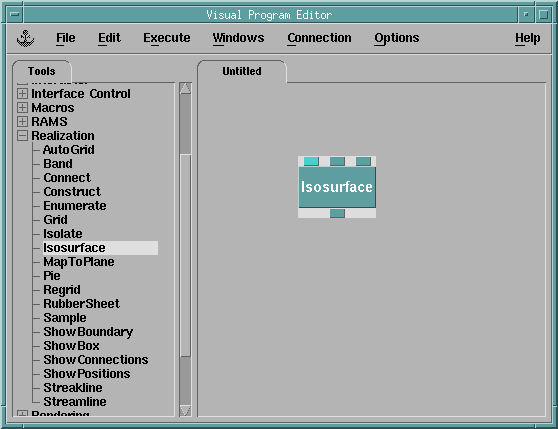 Visual Program Editor
File Edit Execute Windows Connection Options Help
Tools
Untitled
Interface Control
Macros
RAMS
Realization
AutoGrid
Band
Connect
Construct
Enumerate
Grid
Isolate
Isosurface
MapToPlane
Pie
Regrid
RubberSheet
Sample
ShowBoundary
ShowBox
ShowConnections
ShowPositions
Streakline
Streamline
Rendering
Isosurface